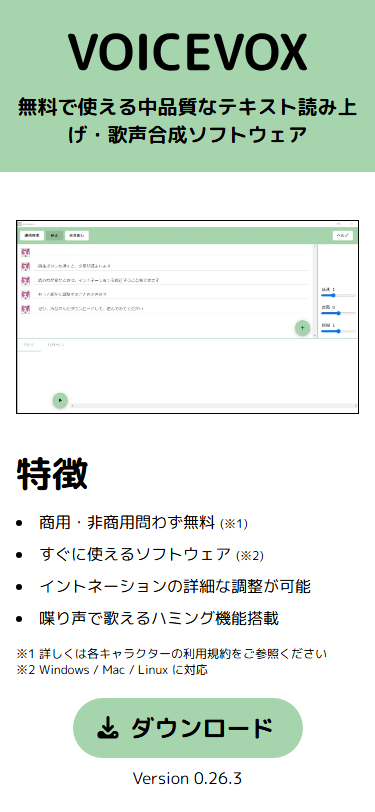 VOICEVOX
無料で使える中品質なテキスト読み上
げ・歌声合成ソフトウェア
特徴
商用・非商用問わず無料 (※1)
すぐに使えるソフトウェア (※2)
イントネーションの詳細な調整が可能
喋り声で歌えるハミング機能搭載
※1 詳しくは各キャラクターの利用規約をご参照ください
※2 Windows / Mac / Linux に対応
ダウンロード
Version 0.26.3